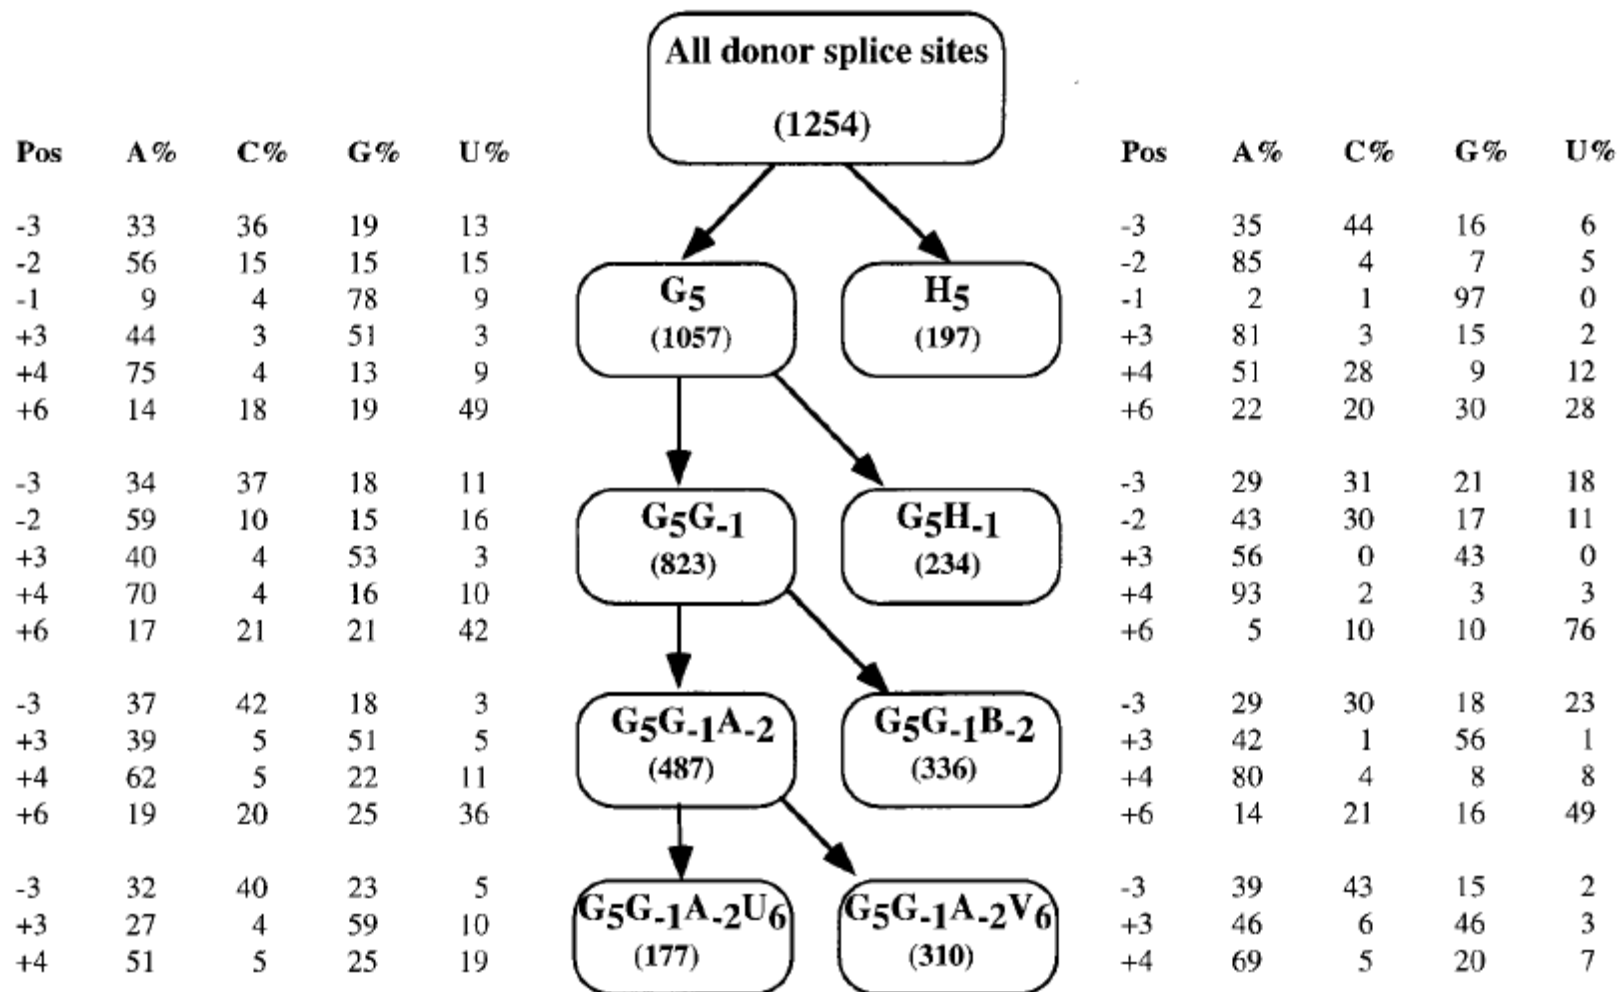 All donor splice sites
(1254)
Pos A% C% G% U%
Pos A% C% G% U%
-3 33 36 19 13
-2 56 15 15 15
-1 9 4 78 9
+3 44 3 51 3
+4 75 4 13 9
+6 14 18 19 49
G5
(1057)
H5
(197)
-3 35 44 16 6
-2 85 4 7 5
-1 2 1 97 0
+3 81 3 15 2
+4 51 28 9 12
+6 22 20 30 28
-3 34 37 18 11
-2 59 10 15 16
+3 40 4 53 3
+4 70 4 16 10
+6 17 21 21 42
G5G-1
(823)
G5H-1
(234)
-3 29 31 21 18
-2 43 30 17 11
+3 56 0 43 0
+4 93 2 3 3
+6 5 10 10 76
-3 37 42 18 3
+3 39 5 51 5
+4 62 5 22 11
+6 19 20 25 36
G5G-1A-2
(487)
G5G-1B-2
(336)
-3 29 30 18 23
+3 42 1 56 1
+4 80 4 8 8
+6 14 21 16 49
-3 32 40 23 5
+3 27 4 59 10
+4 51 5 25 19
G5G-1A-2U6
(177)
G5G-1A-2V6
(310)
-3 39 43 15 2
+3 46 6 46 3
+4 69 5 20 7